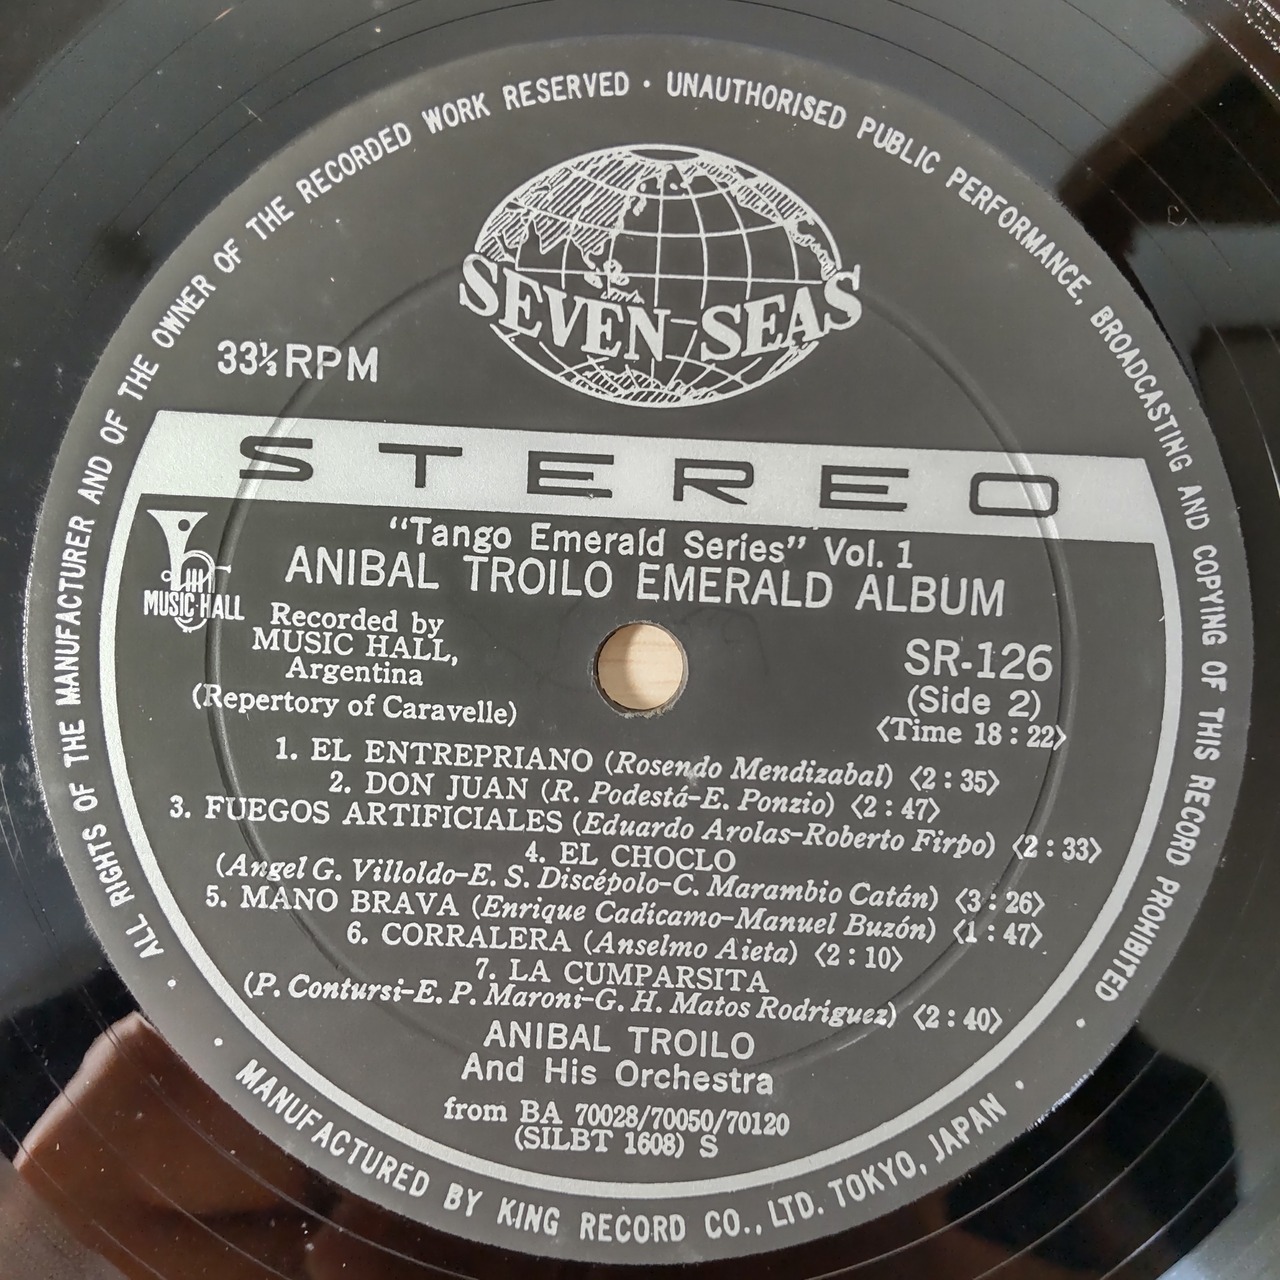 ALL RIGHTS OF THE MANUFACTURER AND OF THE OWNER OF THE RECORDED WORK RESERVED · UNAUTHORISED PUBLIC PERFORMANCE, BROADCASTING AND COPYING OF THIS RECORD PROHIBITED
SEVEN SEAS
33⅓ RPM
STEREO
"Tango Emerald Series" Vol. 1
ANIBAL TROILO EMERALD ALBUM
MUSIC HALL
Recorded by
MUSIC HALL,
Argentina
(Repertory of Caravelle)
SR-126
(Side 2)
〈Time 18 : 22〉
1. EL ENTREPRIANO (Rosendo Mendizabal) 〈2 : 35〉
2. DON JUAN (R. Podestá-E. Ponzio) 〈2 : 47〉
3. FUEGOS ARTIFICIALES (Eduardo Arolas-Roberto Firpo) 〈2 : 33〉
4. EL CHOCLO
(Angel G. Villoldo-E. S. Discépolo-C. Marambio Catán) 〈3 : 26〉
5. MANO BRAVA (Enrique Cadícamo-Manuel Buzón) 〈1 : 47〉
6. CORRALERA (Anselmo Aieta) 〈2 : 10〉
7. LA CUMPARSITA
(P. Contursi-E. P. Maroni-G. H. Matos Rodríguez) 〈2 : 40〉
ANIBAL TROILO
And His Orchestra
from BA 70028/70050/70120
(SILBT 1608) S
· MANUFACTURED BY KING RECORD CO., LTD. TOKYO, JAPAN ·